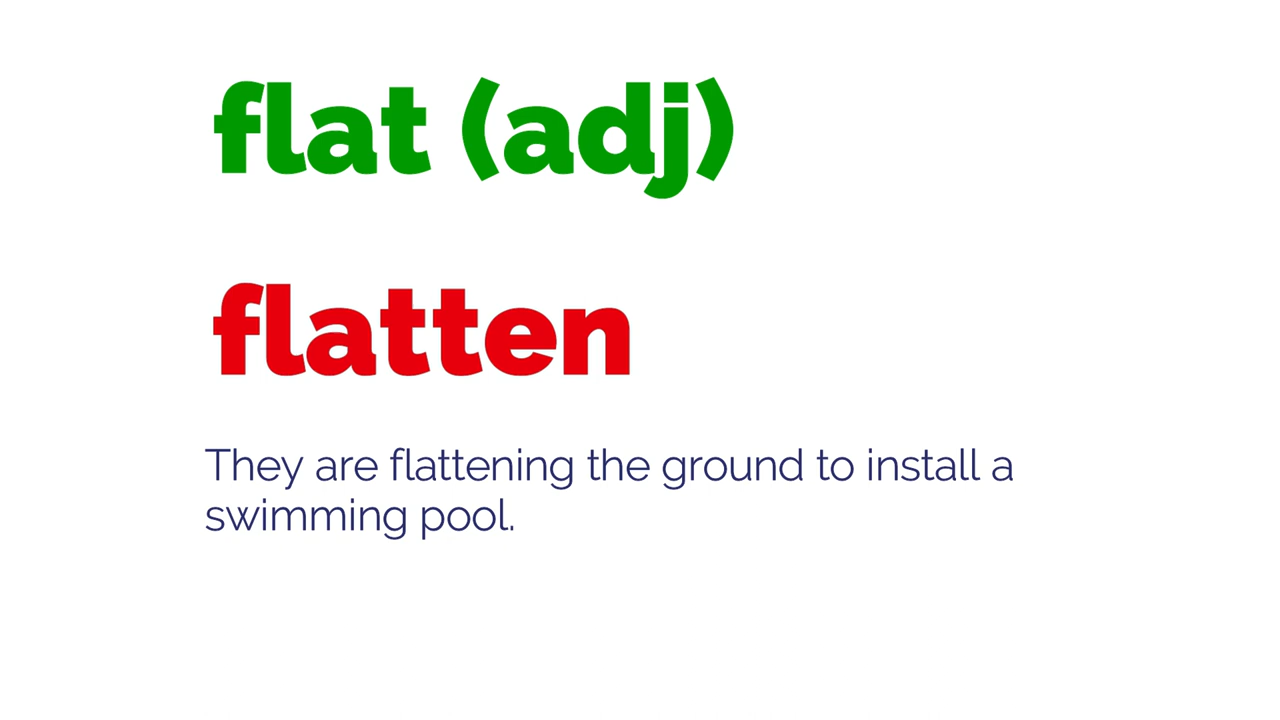 flat (adj)
flatten
They are flattening the ground to install a
swimming pool.